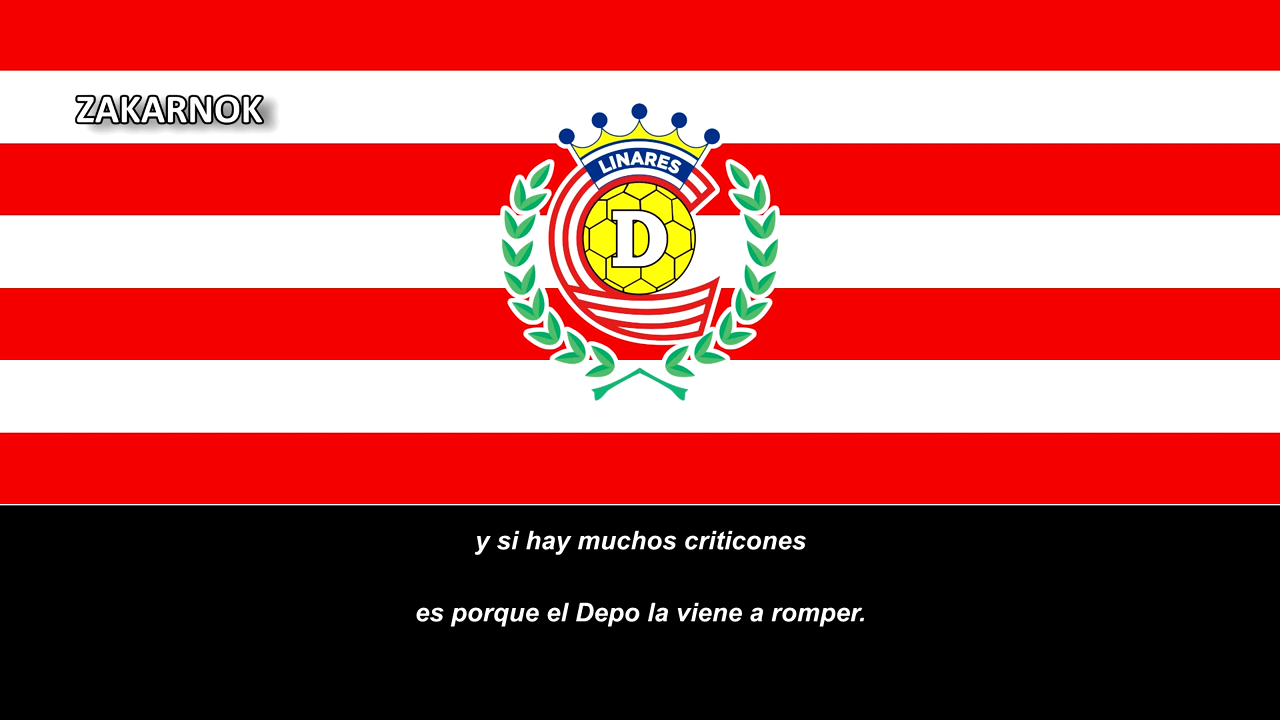 ZAKARNOK
LINARES
D
y si hay muchos criticones
es porque el Depo la viene a romper.